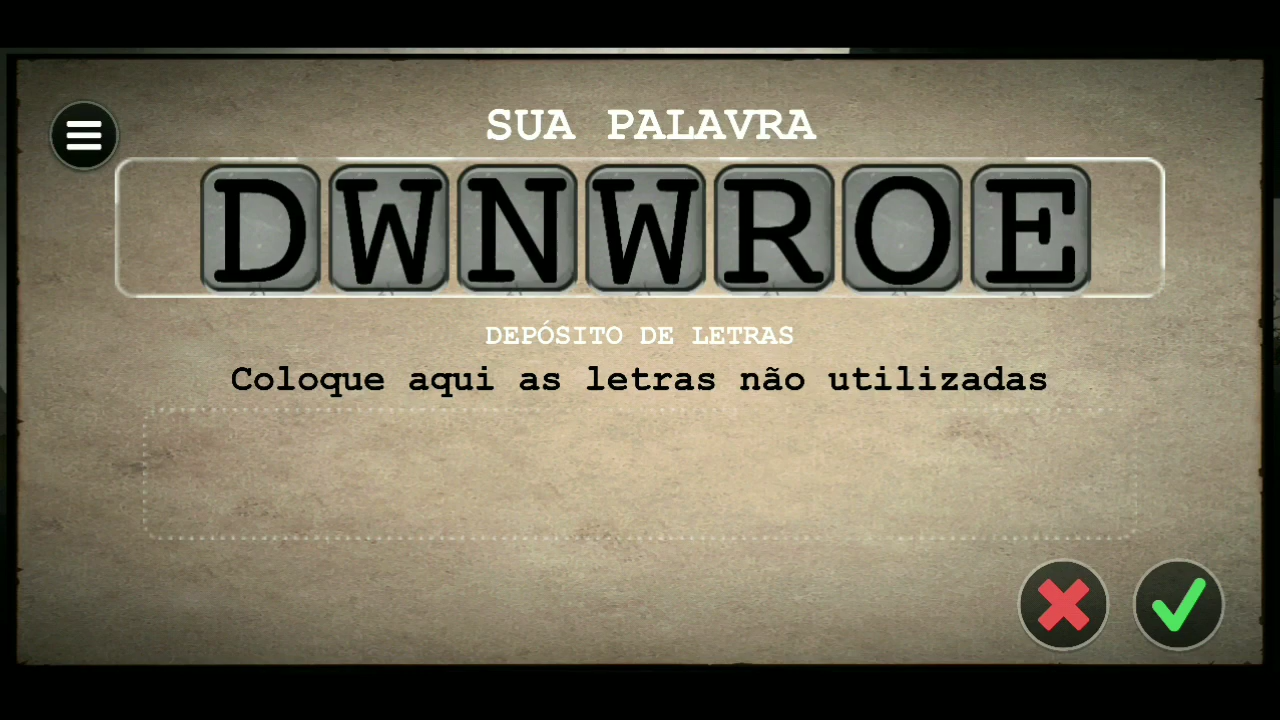 SUA PALAVRA
DWNWROE
DEPÓSITO DE LETRAS
Coloque aqui as letras não utilizadas